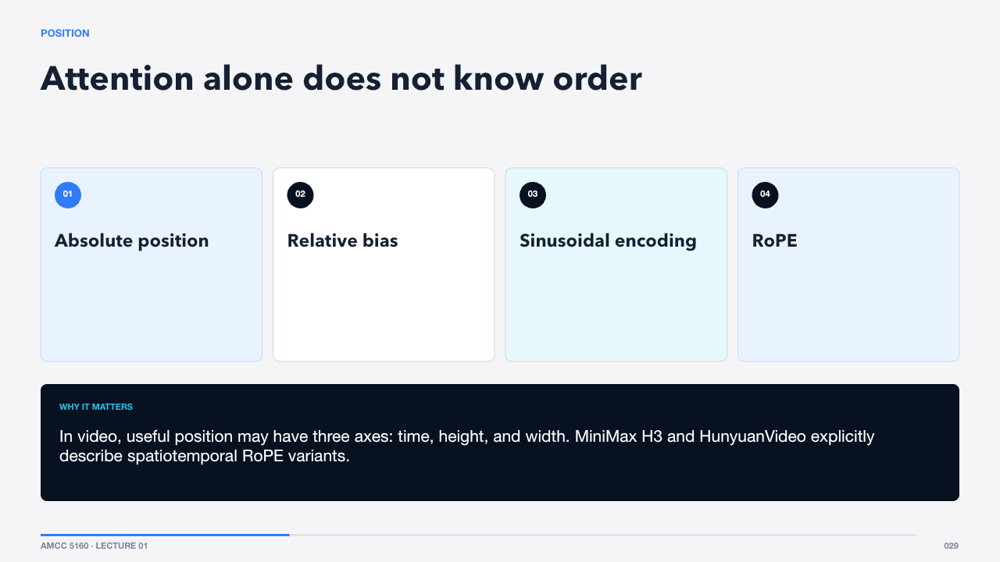 POSITION
Attention alone does not know order
01
Absolute position
02
Relative bias
03
Sinusoidal encoding
04
RoPE
WHY IT MATTERS
In video, useful position may have three axes: time, height, and width. MiniMax H3 and HunyuanVideo explicitly
describe spatiotemporal RoPE variants.
AMCC 5160 · LECTURE 01
029